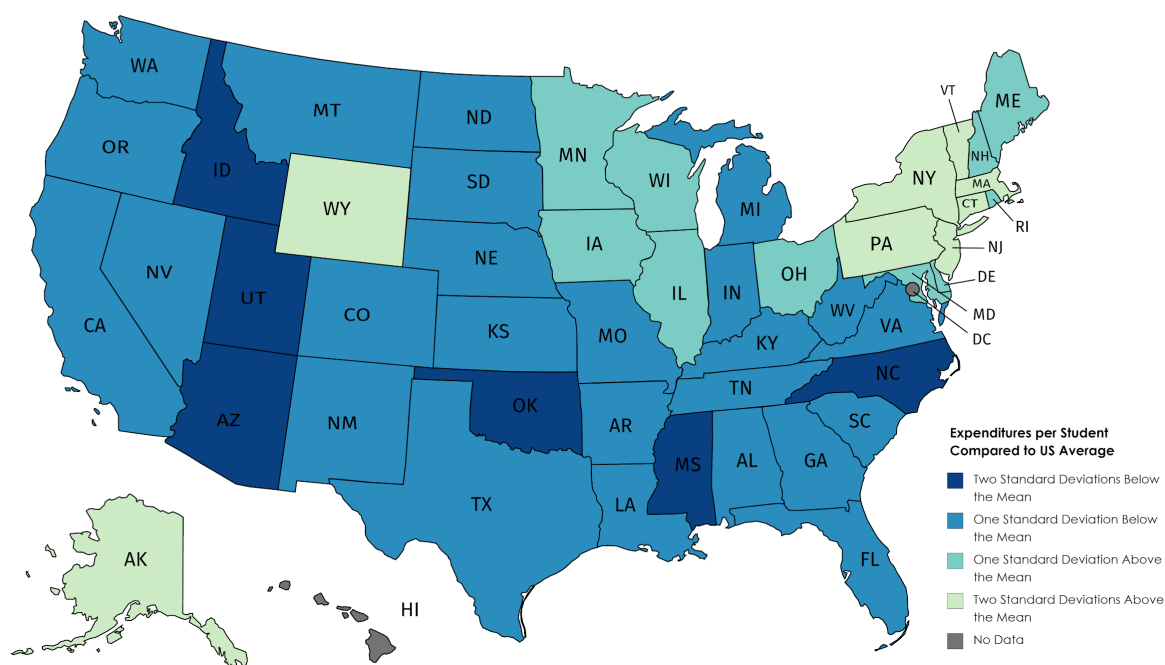 WA
MT
ND
MN
VT
ME
OR
ID
SD
WI
NH
WY
NY
MA
MI
CT
RI
IA
PA
NJ
NV
NE
OH
UT
IL
IN
DE
CA
CO
KS
MO
WV
VA
MD
KY
DC
AZ
NM
OK
TN
NC
AR
SC
MS
AL
GA
TX
LA
FL
AK
HI
Expenditures per Student
Compared to US Average
Two Standard Deviations Below
the Mean
One Standard Deviation Below
the Mean
One Standard Deviation Above
the Mean
Two Standard Deviations Above
the Mean
No Data